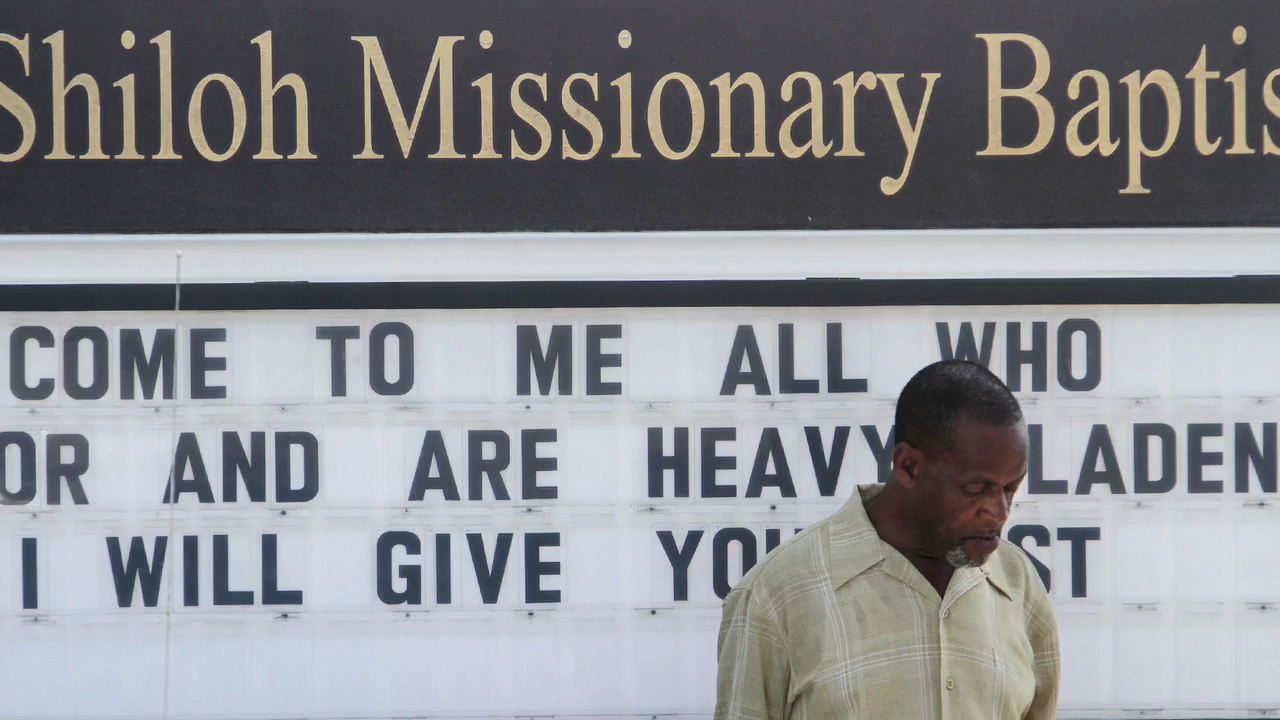 Shiloh Missionary Baptis
COME TO ME ALL WHO
OR AND ARE HEAVY LADEN
I WILL GIVE YOU ST